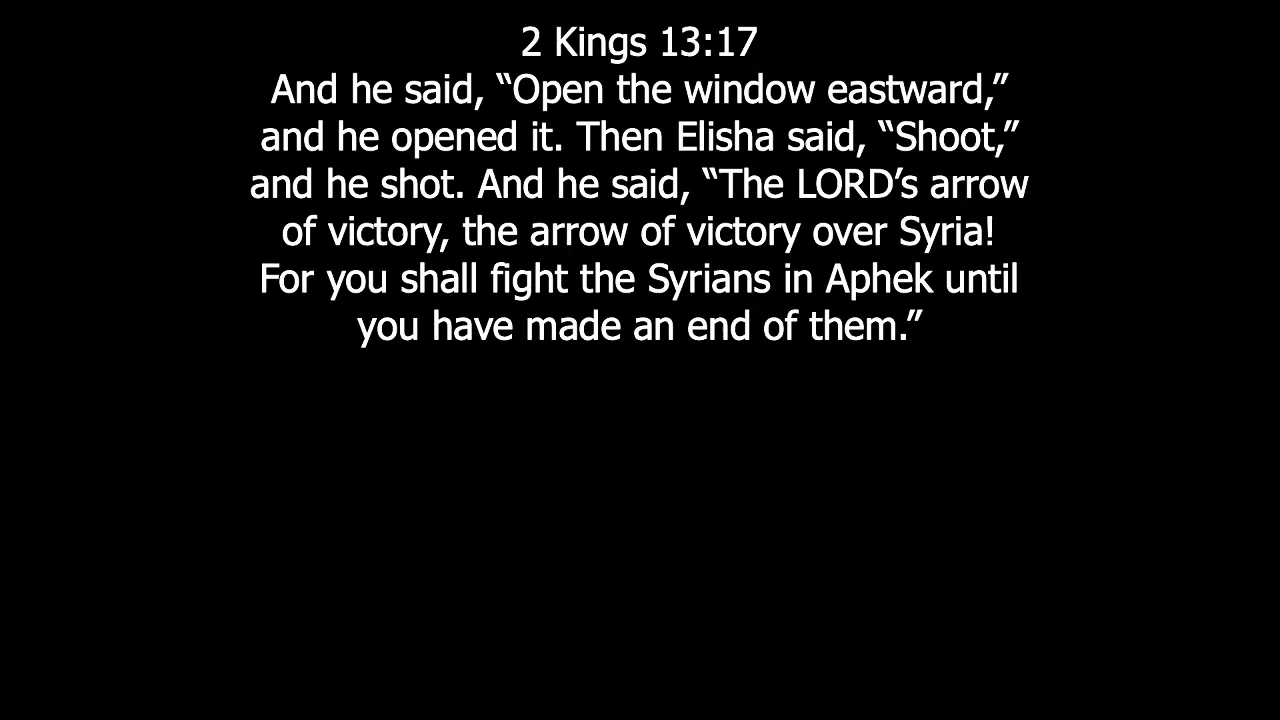 2 Kings 13:17
And he said, “Open the window eastward,”
and he opened it. Then Elisha said, “Shoot,”
and he shot. And he said, “The LORD’s arrow
of victory, the arrow of victory over Syria!
For you shall fight the Syrians in Aphek until
you have made an end of them.”